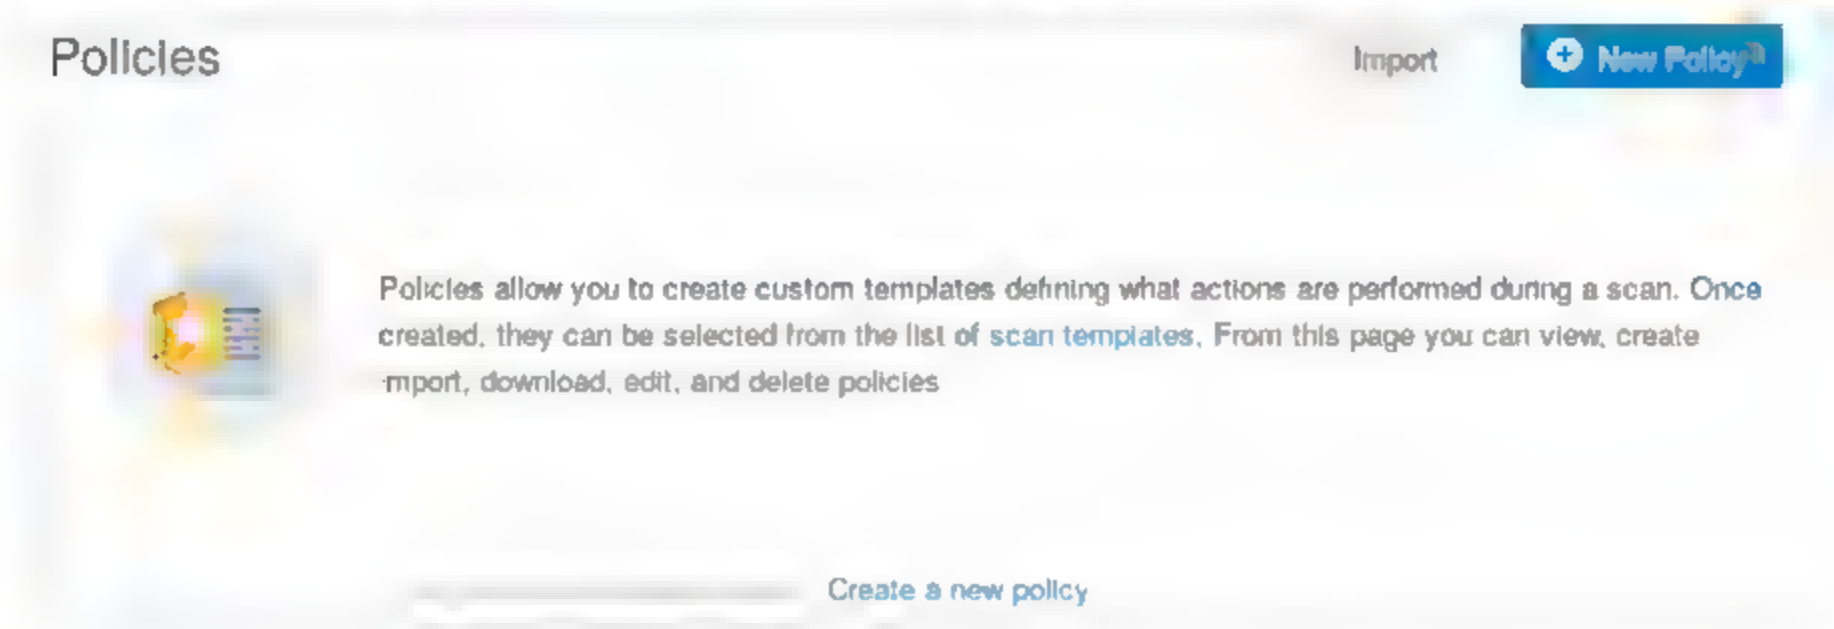 Policies
Import
New Policy
Policies allow you to create custom templates defining what actions are performed during a scan. Once
created, they can be selected from the list of scan templates. From this page you can view, create
import, download, edit, and delete policies
Create a new policy